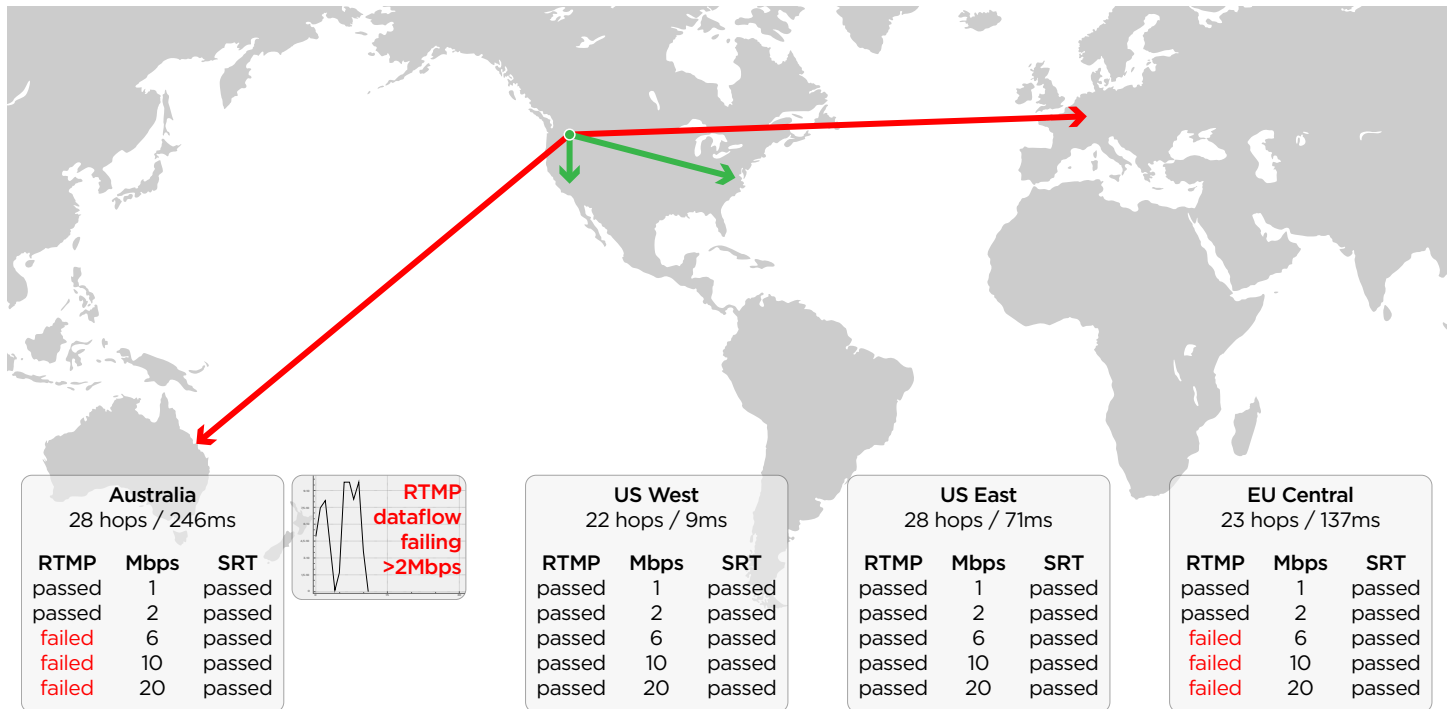 Australia
28 hops / 246ms
RTMP Mbps SRT
passed 1 passed
passed 2 passed
failed 6 passed
failed 10 passed
failed 20 passed
RTMP
dataflow
failing
>2Mbps
US West
22 hops / 9ms
RTMP Mbps SRT
passed 1 passed
passed 2 passed
passed 6 passed
passed 10 passed
passed 20 passed
US East
28 hops / 71ms
RTMP Mbps SRT
passed 1 passed
passed 2 passed
passed 6 passed
passed 10 passed
passed 20 passed
EU Central
23 hops / 137ms
RTMP Mbps SRT
passed 1 passed
passed 2 passed
failed 6 passed
failed 10 passed
failed 20 passed